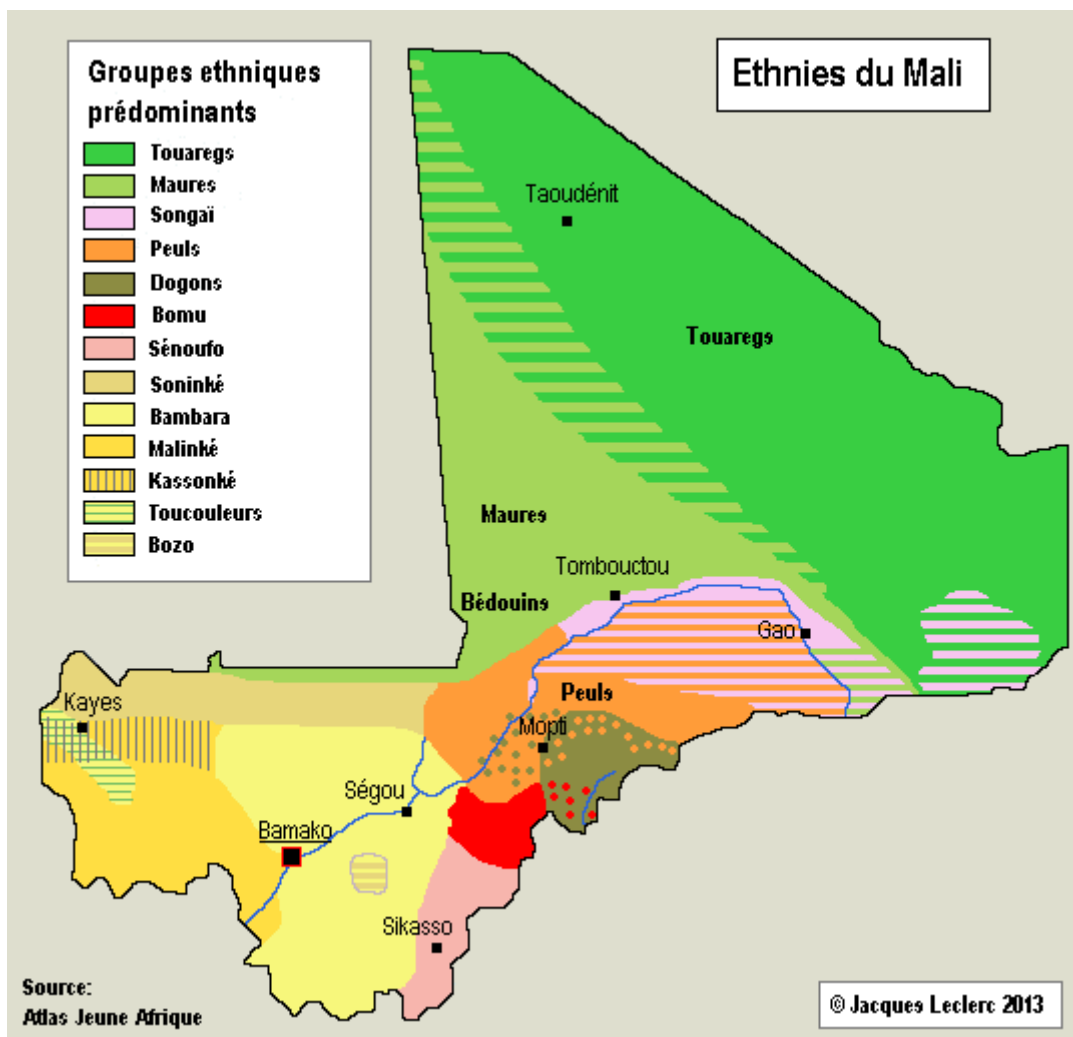 Groupes ethniques
prédominants
Touaregs
Maures
Songaï
Peuls
Dogons
Bomu
Sénoufo
Soninké
Bambara
Malinké
Kassonké
Toucouleurs
Bozo
Ethnies du Mali
Taoudénit
Touaregs
Maures
Tombouctou
Bédouins
Gao
Peuls
Kayes
Mopti
Ségou
Bamako
Sikasso
Source:
Atlas Jeune Afrique
© Jacques Leclerc 2013